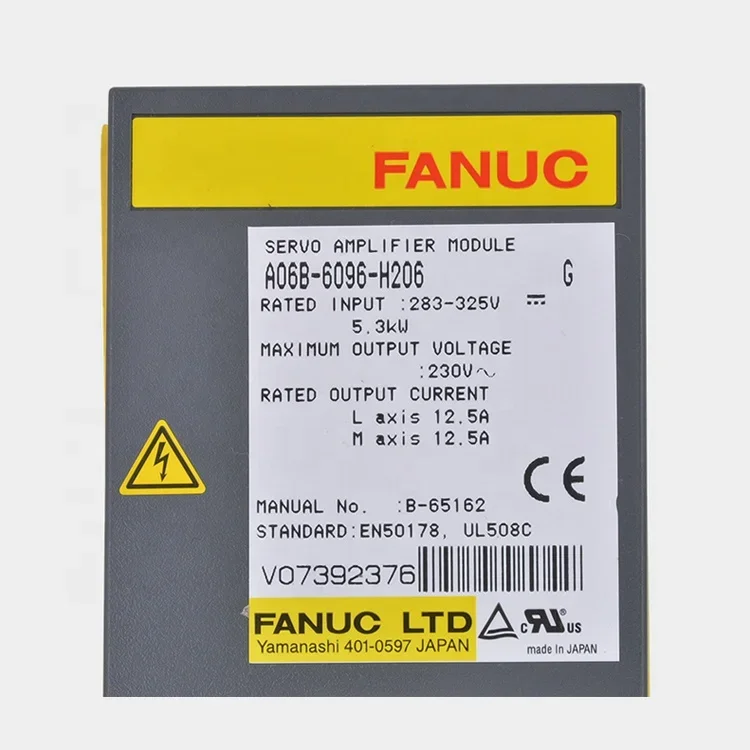 FANUC
SERVO AMPLIFIER MODULE
A06B-6096-H206 G
RATED INPUT :283-325V ⎓
5.3kW
MAXIMUM OUTPUT VOLTAGE
:230V～
RATED OUTPUT CURRENT
L axis 12.5A
M axis 12.5A
CE
MANUAL No. :B-65162
STANDARD:EN50178, UL508C
V07392376
FANUC LTD
Yamanashi 401-0597 JAPAN
c RU® US
made in JAPAN